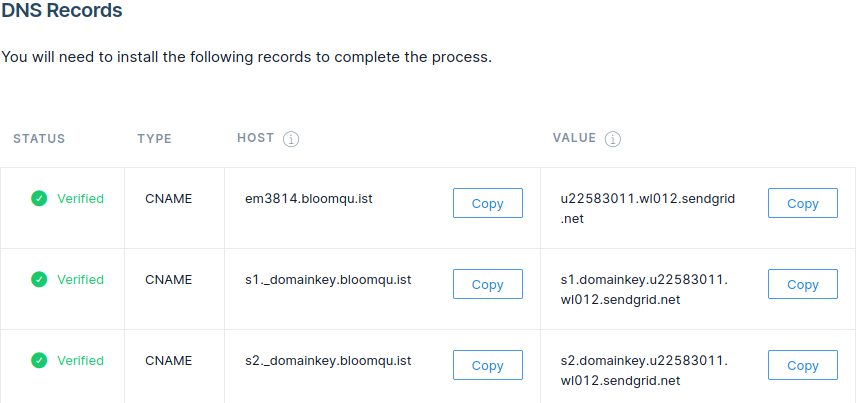 DNS Records
You will need to install the following records to complete the process.
STATUS TYPE HOST VALUE
Verified CNAME em3814.bloomqu.ist Copy u22583011.wl012.sendgrid Copy
.net
Verified CNAME s1._domainkey.bloomqu.ist Copy s1.domainkey.u22583011. Copy
wl012.sendgrid.net
Verified CNAME s2._domainkey.bloomqu.ist Copy s2.domainkey.u22583011. Copy
wl012.sendgrid.net